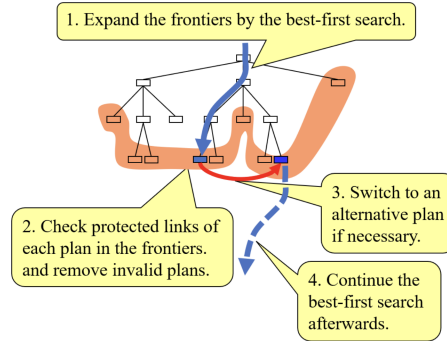 1. Expand the frontiers by the best-first search.
2. Check protected links of
each plan in the frontiers.
and remove invalid plans.
3. Switch to an
alternative plan
if necessary.
4. Continue the
best-first search
afterwards.